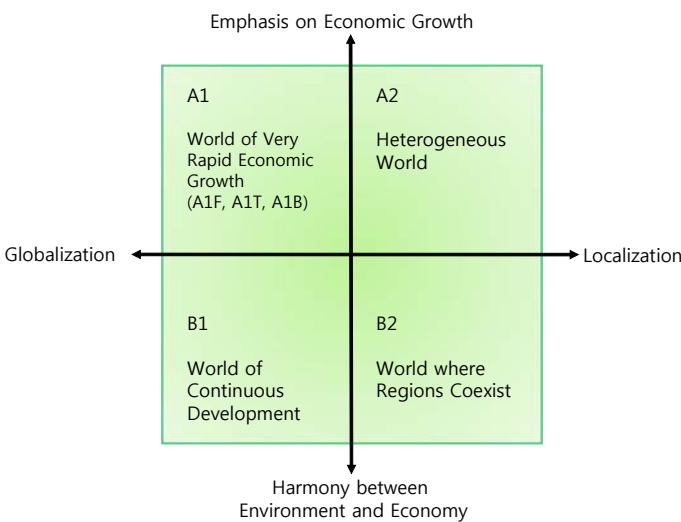 Emphasis on Economic Growth
A1
World of Very
Rapid Economic
Growth
(A1F, A1T, A1B)
A2
Heterogeneous
World
Globalization
Localization
B1
World of
Continuous
Development
B2
World where
Regions Coexist
Harmony between
Environment and Economy